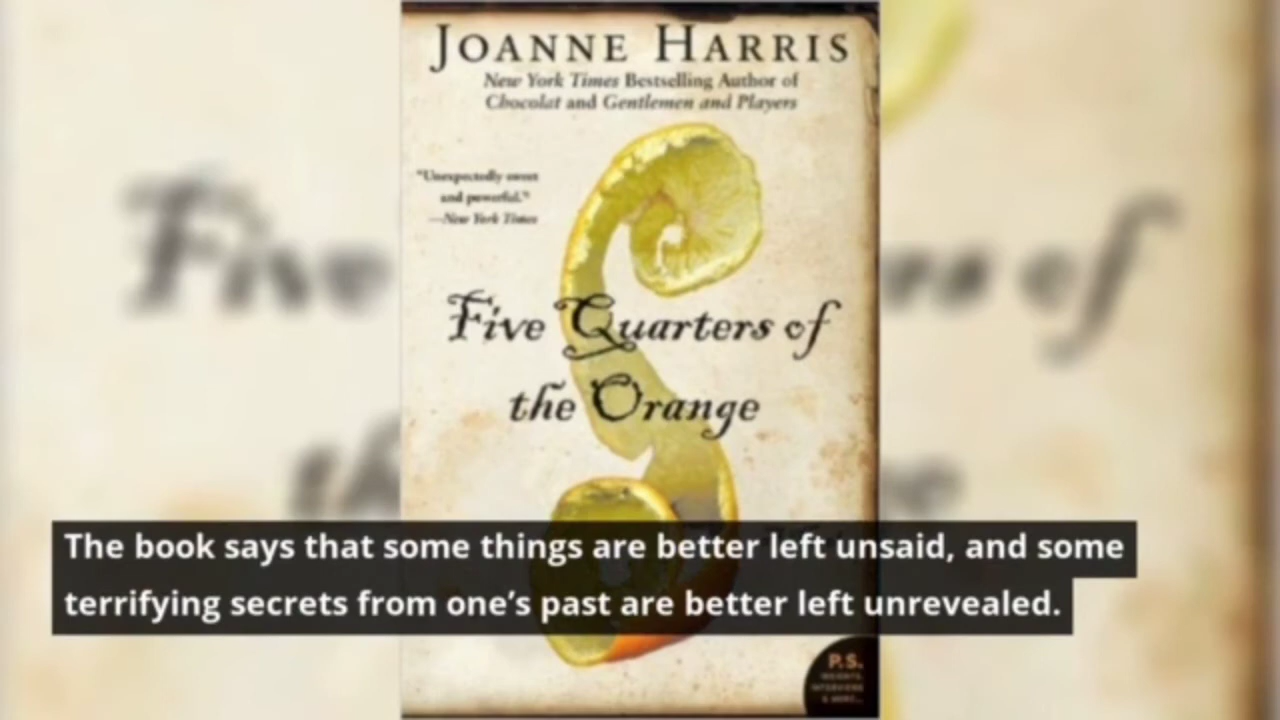 JOANNE HARRIS
New York Times Bestselling Author of
Chocolat and Gentlemen and Players
"Unexpectedly sweet
and powerful."
—New York Times
Five Quarters of
the Orange
The book says that some things are better left unsaid, and some
terrifying secrets from one's past are better left unrevealed.
P.S.